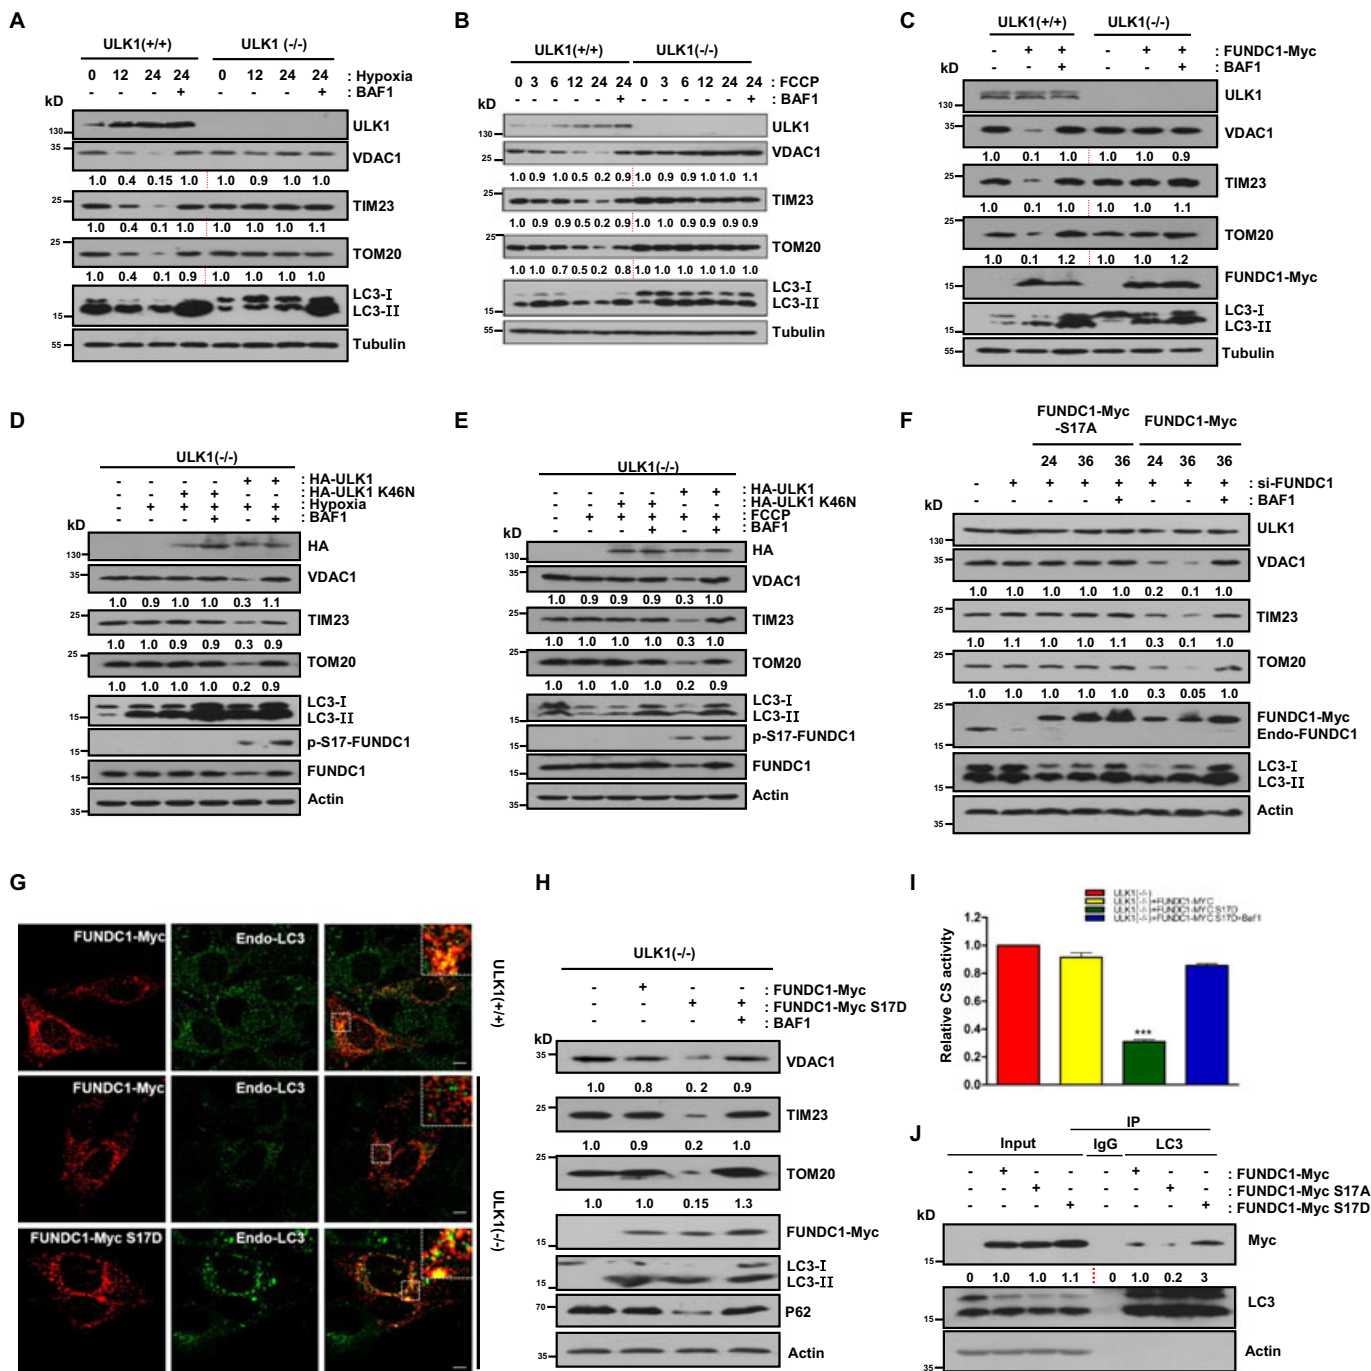 A
ULK1(+/+) ULK1 (-/-)
0 12 24 24 0 12 24 24 : Hypoxia
- - - + - - - + : BAF1
kD
130 ULK1
35 VDAC1
1.0 0.4 0.15 1.0 1.0 0.9 1.0 1.0
25 TIM23
1.0 0.4 0.1 1.0 1.0 1.0 1.0 1.1
25 TOM20
1.0 0.4 0.1 0.9 1.0 1.0 1.0 1.0
LC3-I
15 LC3-II
55 Tubulin
B
ULK1(+/+) ULK1(-/-)
0 3 6 12 24 24 0 3 6 12 24 24 : FCCP
- - - - - + - - - - - + : BAF1
kD
130 ULK1
25 VDAC1
1.0 0.9 1.0 0.5 0.2 0.9 1.0 0.9 0.9 1.0 1.0 1.1
25 TIM23
1.0 0.9 0.9 0.5 0.2 0.9 1.0 0.9 0.9 0.9 0.9 0.9
25 TOM20
1.0 1.0 0.7 0.5 0.2 0.8 1.0 1.0 1.0 1.0 1.0 1.0
LC3-I
15 LC3-II
55 Tubulin
C
ULK1(+/+) ULK1(-/-)
- + + - + + : FUNDC1-Myc
- - + - - + : BAF1
kD
130 ULK1
35 VDAC1
1.0 0.1 1.0 1.0 1.0 0.9
25 TIM23
1.0 0.1 1.0 1.0 1.0 1.1
25 TOM20
1.0 0.1 1.2 1.0 1.0 1.2
15 FUNDC1-Myc
LC3-I
15 LC3-II
55 Tubulin
D
ULK1(-/-)
- - - - + + : HA-ULK1
- - + + - - : HA-ULK1 K46N
- + + + + + : Hypoxia
- - - + - + : BAF1
kD
130 HA
35 VDAC1
1.0 0.9 1.0 1.0 0.3 1.1
25 TIM23
1.0 1.0 0.9 0.9 0.3 0.9
25 TOM20
1.0 1.0 1.0 1.0 0.2 0.9
LC3-I
15 LC3-II
15 p-S17-FUNDC1
15 FUNDC1
35 Actin
E
ULK1(-/-)
- - - - + + : HA-ULK1
- - + + - - : HA-ULK1 K46N
- + + + + + : FCCP
- - - + - + : BAF1
kD
130 HA
35 VDAC1
1.0 0.9 0.9 0.9 0.3 1.0
25 TIM23
1.0 1.0 1.0 1.0 0.3 1.0
25 TOM20
1.0 1.0 1.0 1.0 0.2 0.9
LC3-I
15 LC3-II
15 p-S17-FUNDC1
15 FUNDC1
35 Actin
F
FUNDC1-Myc
-S17A FUNDC1-Myc
24 36 36 24 36 36
- + + + + + + + : si-FUNDC1
- - - - + - - + : BAF1
kD
130 ULK1
35 VDAC1
1.0 1.0 1.0 1.0 1.0 0.2 0.1 1.0
25 TIM23
1.0 1.1 1.0 1.0 1.1 0.3 0.1 1.0
25 TOM20
1.0 1.0 1.0 1.0 1.0 0.3 0.05 1.0
FUNDC1-Myc
15 Endo-FUNDC1
LC3-I
15 LC3-II
35 Actin
G
FUNDC1-Myc Endo-LC3
ULK1(+/+)
FUNDC1-Myc Endo-LC3
ULK1(-/-)
FUNDC1-Myc S17D Endo-LC3
H
ULK1(-/-)
- + - - : FUNDC1-Myc
- - + + : FUNDC1-Myc S17D
- - - + : BAF1
kD
35 VDAC1
1.0 0.8 0. 2 0.9
25 TIM23
1.0 0.9 0.2 1.0
TOM20
1.0 1.0 0.15 1.3
15 FUNDC1-Myc
LC3-I
15 LC3-II
70 P62
35 Actin
I
ULK1(-/-)
ULK1(-/-)+FUNDC1-MYC
ULK1(-/-)+FUNDC1-MYC S17D
ULK1(-/-)+FUNDC1-MYC S17D+Baf1
Relative CS activity
1.2
1.0
0.8
0.6
0.4
0.2
0.0
***
J
IP
Input IgG LC3
- + - - - + - - : FUNDC1-Myc
- - + - - - + - : FUNDC1-Myc S17A
- - - + - - - + : FUNDC1-Myc S17D
kD
15 Myc
0 1.0 1.0 1.1 0 1.0 0.2 3
15 LC3
35 Actin